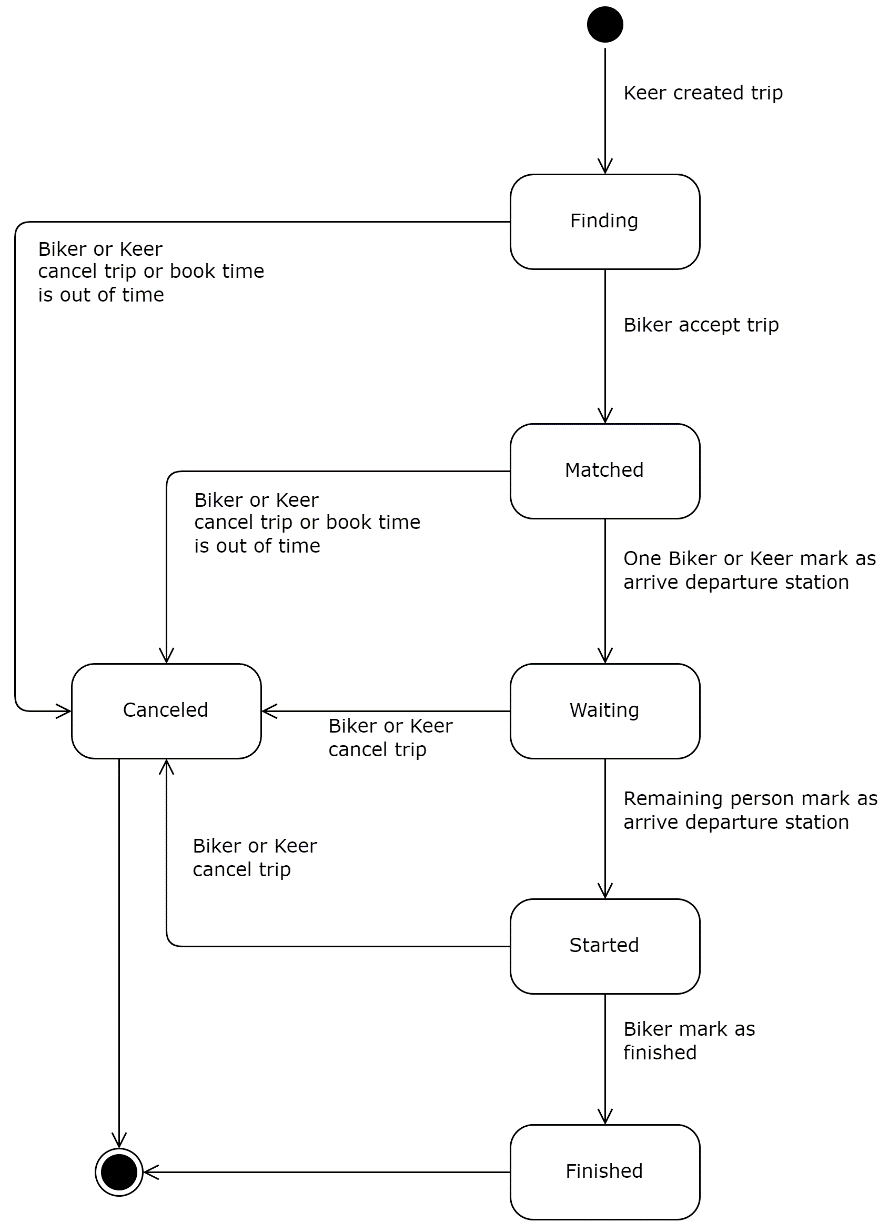 Keer created trip
Finding
Biker or Keer
cancel trip or book time
is out of time
Biker accept trip
Matched
Biker or Keer
cancel trip or book time
is out of time
One Biker or Keer mark as
arrive departure station
Canceled
Waiting
Biker or Keer
cancel trip
Remaining person mark as
arrive departure station
Biker or Keer
cancel trip
Started
Biker mark as
finished
Finished